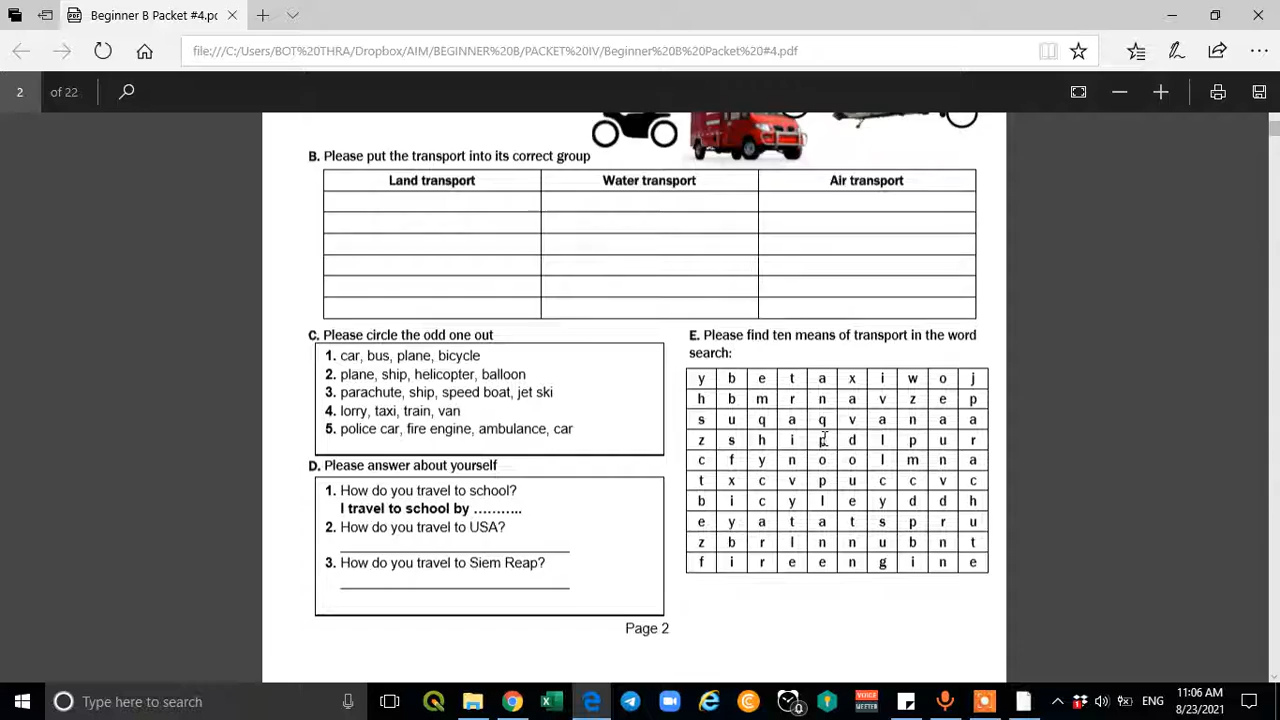 Beginner B Packet #4.pd
file:///C:/Users/BOT%20THRA/Dropbox/AIM/BEGINNER%20B/PACKET%20IV/Beginner%20B%20Packet%20#4.pdf
2 of 22
B. Please put the transport into its correct group
Land transport Water transport Air transport
C. Please circle the odd one out
1. car, bus, plane, bicycle
2. plane, ship, helicopter, balloon
3. parachute, ship, speed boat, jet ski
4. lorry, taxi, train, van
5. police car, fire engine, ambulance, car
D. Please answer about yourself
1. How do you travel to school?
I travel to school by ………..
2. How do you travel to USA?
3. How do you travel to Siem Reap?
E. Please find ten means of transport in the word
search:
y b e t a x i w o j
h b m r n a v z e p
s u q a q v a n a a
z s h i p d l p u r
c f y n o o l m n a
t x c v p u c c v c
b i c y l e y d d h
e y a t a t s p r u
z b r l n n u b n t
f i r e e n g i n e
Page 2
Type here to search
VOICE
MEETER
ENG
11:06 AM
8/23/2021